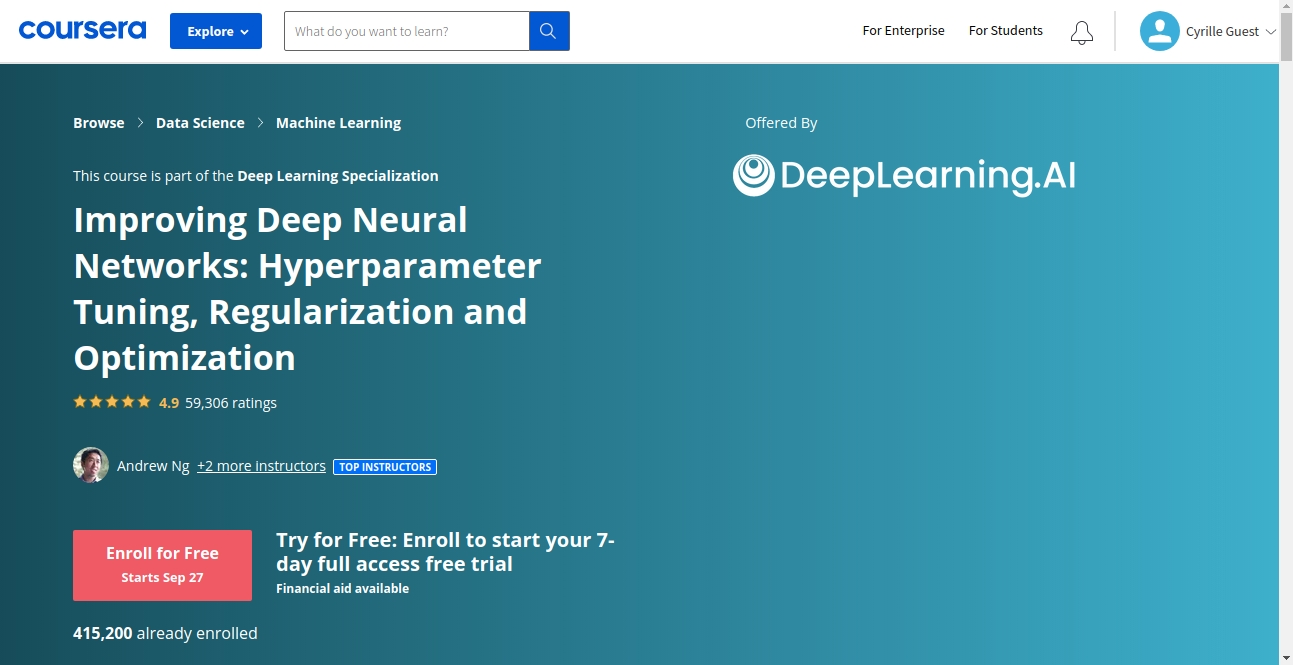 coursera
Explore
What do you want to learn?
For Enterprise
For Students
Cyrille Guest
Browse
Data Science
Machine Learning
Offered By
DeepLearning.AI
This course is part of the Deep Learning Specialization
Improving Deep Neural
Networks: Hyperparameter
Tuning, Regularization and
Optimization
4.9 59,306 ratings
Andrew Ng +2 more instructors TOP INSTRUCTORS
Enroll for Free
Starts Sep 27
Try for Free: Enroll to start your 7-
day full access free trial
Financial aid available
415,200 already enrolled